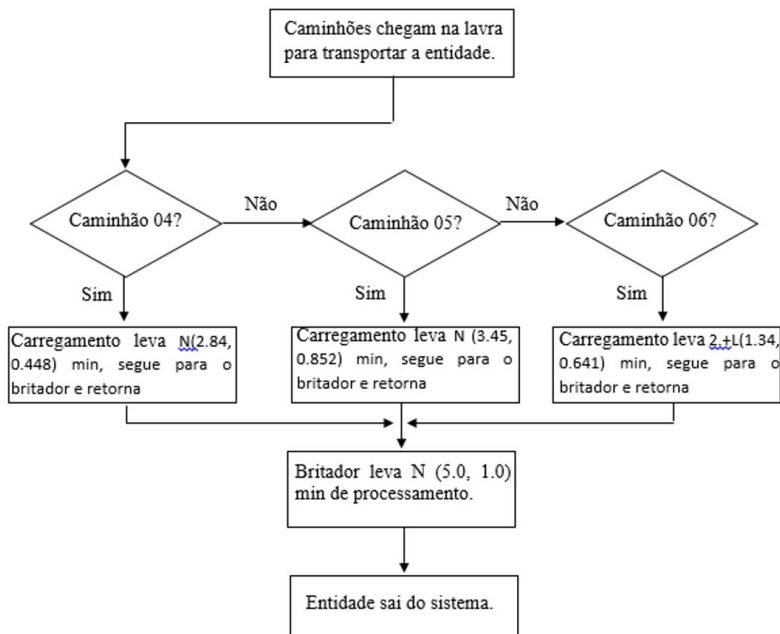 Caminhões chegam na lavra
para transportar a entidade.
Caminhão 04?
Não
Caminhão 05?
Não
Caminhão 06?
Sim
Sim
Sim
Carregamento leva N(2.84,
0.448) min, segue para o
britador e retorna
Carregamento leva N (3.45,
0.852) min, segue para o
britador e retorna
Carregamento leva 2.+L(1.34,
0.641) min, segue para o
britador e retorna
Britador leva N (5.0, 1.0)
min de processamento.
Entidade sai do sistema.